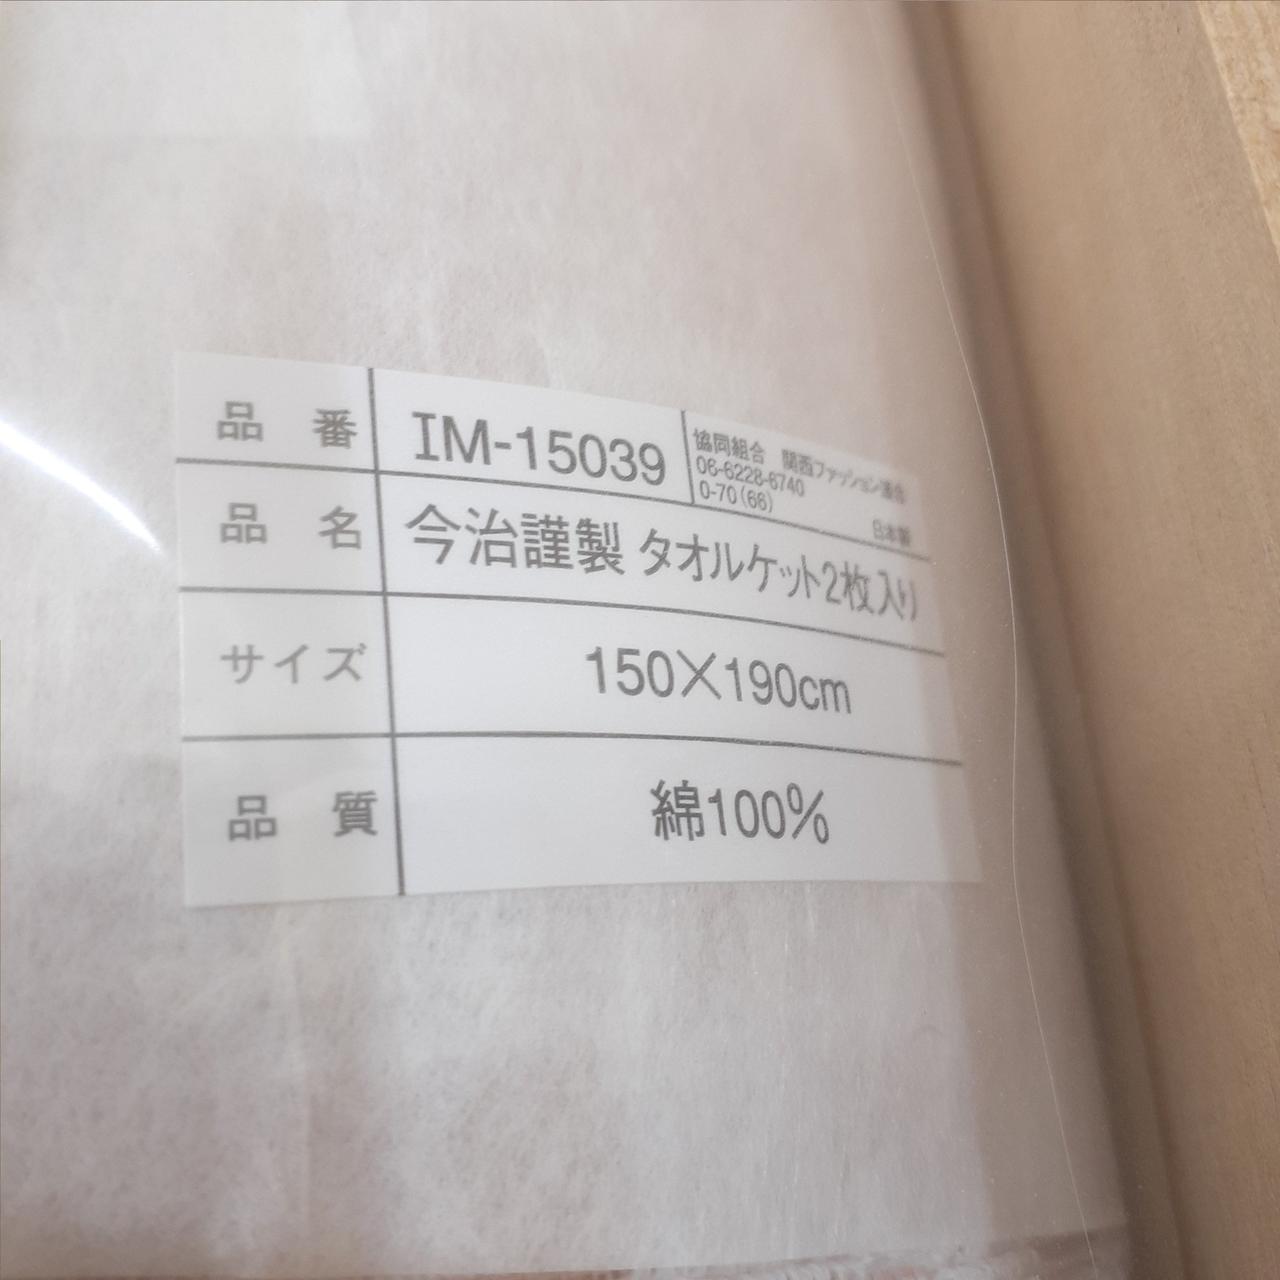 品番 IM-15039
協同組合 関西ファッション連合
06-6228-6740
0-70(66)
日本製
品名 今治謹製 タオルケット2枚入り
サイズ 150×190cm
品質 綿100%